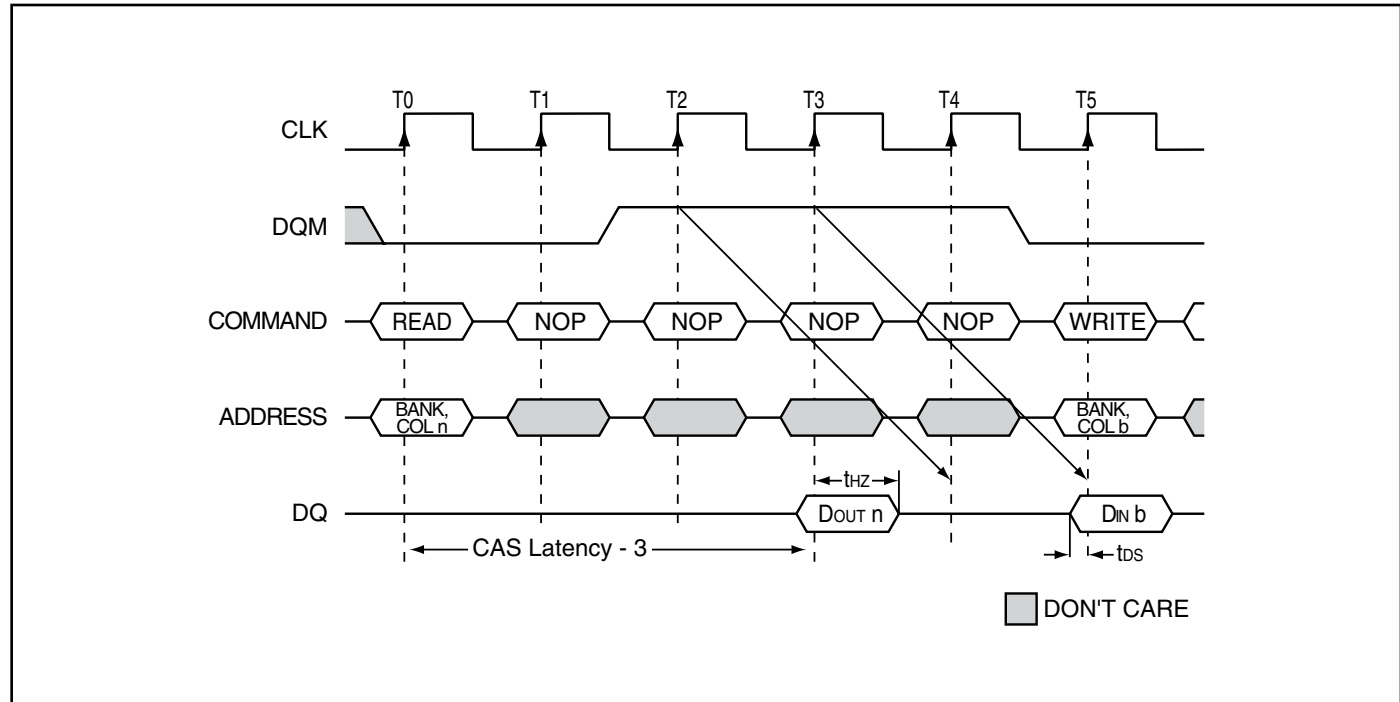 T0 T1 T2 T3 T4 T5
CLK
DQM
COMMAND READ NOP NOP NOP NOP WRITE
ADDRESS BANK, COL n BANK, COL b
tHZ
DQ DOUT n DIN b
CAS Latency - 3 tDS
DON'T CARE